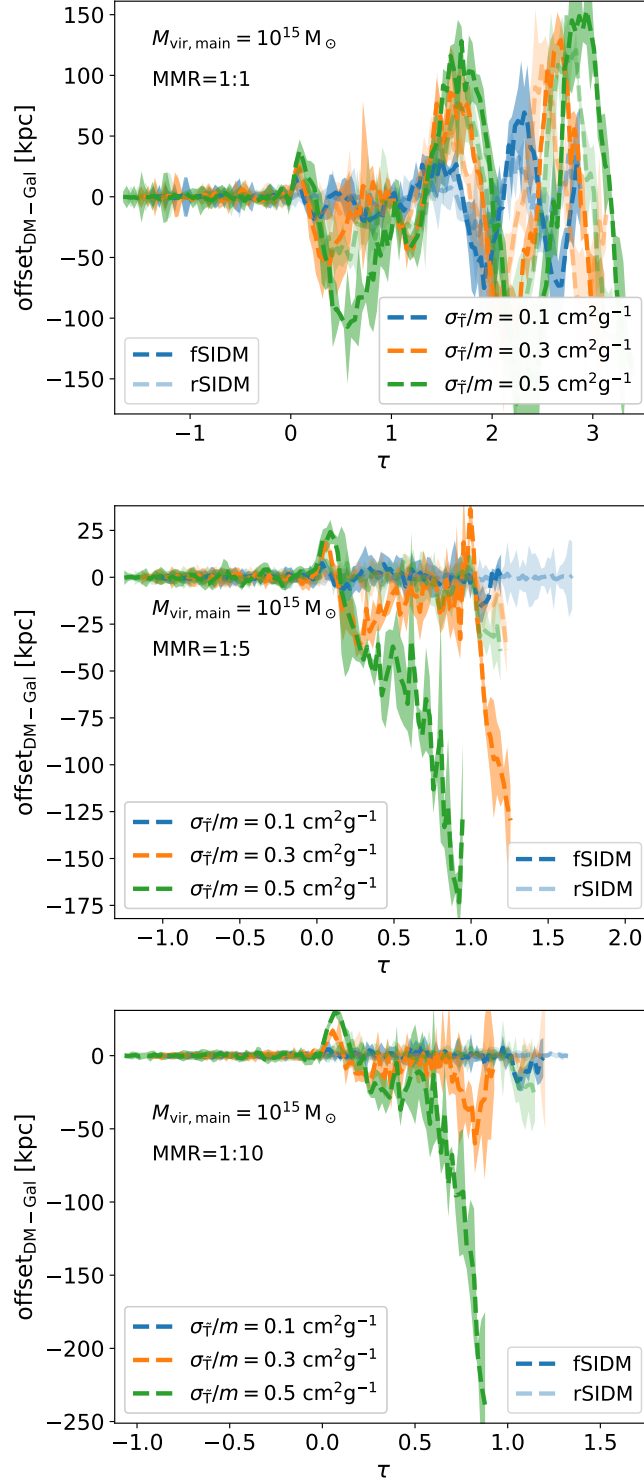 150
100
50
0
−50
−100
−150
offset_DM−Gal [kpc]
M_vir, main = 10^15 M_⊙
MMR=1:1
fSIDM
rSIDM
σ_T̃/m = 0.1 cm²g⁻¹
σ_T̃/m = 0.3 cm²g⁻¹
σ_T̃/m = 0.5 cm²g⁻¹
−1 0 1 2 3
τ
25
0
−25
−50
−75
−100
−125
−150
−175
offset_DM−Gal [kpc]
M_vir, main = 10^15 M_⊙
MMR=1:5
σ_T̃/m = 0.1 cm²g⁻¹
σ_T̃/m = 0.3 cm²g⁻¹
σ_T̃/m = 0.5 cm²g⁻¹
fSIDM
rSIDM
−1.0 −0.5 0.0 0.5 1.0 1.5 2.0
τ
0
−50
−100
−150
−200
−250
offset_DM−Gal [kpc]
M_vir, main = 10^15 M_⊙
MMR=1:10
σ_T̃/m = 0.1 cm²g⁻¹
σ_T̃/m = 0.3 cm²g⁻¹
σ_T̃/m = 0.5 cm²g⁻¹
fSIDM
rSIDM
−1.0 −0.5 0.0 0.5 1.0 1.5
τ